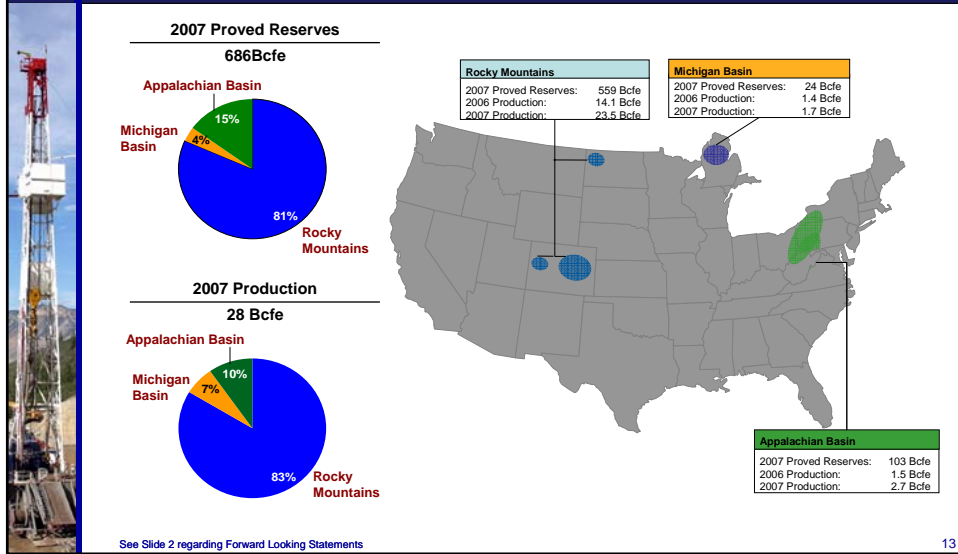 2007 Proved Reserves
686Bcfe
Appalachian Basin
15%
Michigan
Basin
4%
81%
Rocky
Mountains
2007 Production
28 Bcfe
Appalachian Basin
10%
Michigan
Basin
7%
83%
Rocky
Mountains
Rocky Mountains
2007 Proved Reserves: 559 Bcfe
2006 Production: 14.1 Bcfe
2007 Production: 23.5 Bcfe
Michigan Basin
2007 Proved Reserves: 24 Bcfe
2006 Production: 1.4 Bcfe
2007 Production: 1.7 Bcfe
Appalachian Basin
2007 Proved Reserves: 103 Bcfe
2006 Production: 1.5 Bcfe
2007 Production: 2.7 Bcfe
See Slide 2 regarding Forward Looking Statements
13